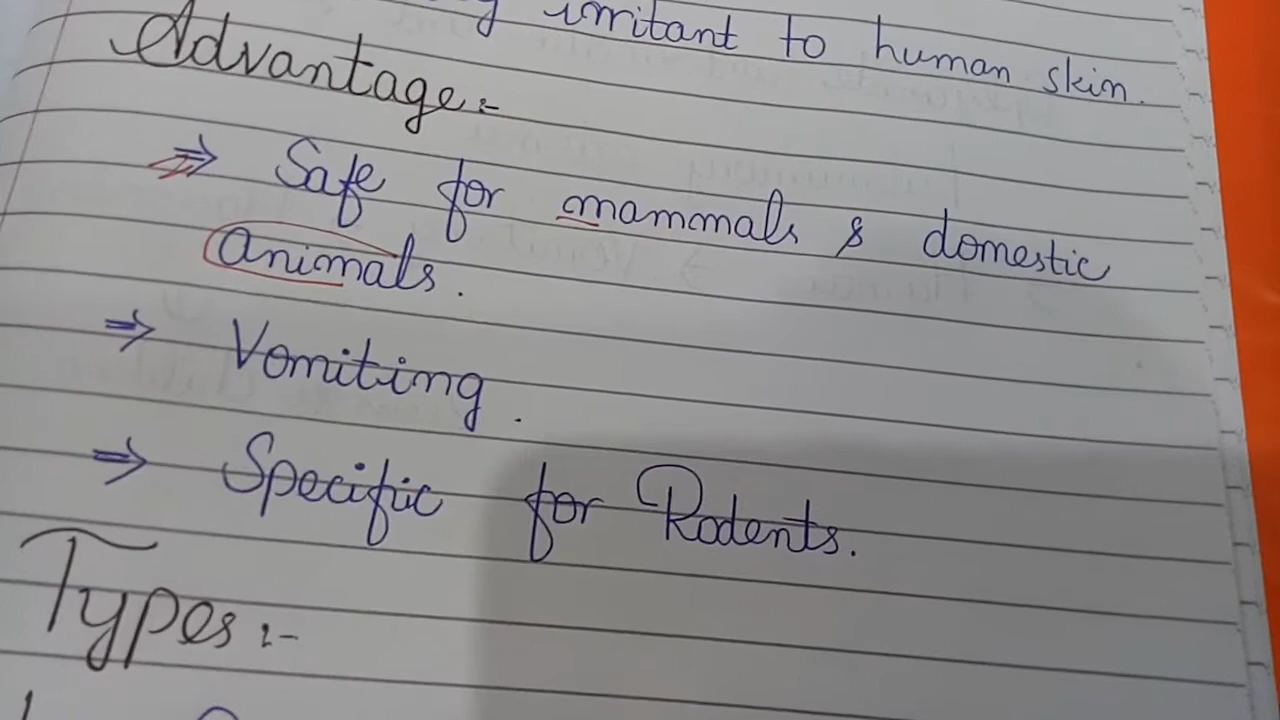 irritant to human skin.
Advantage:-
⇒ Safe for mammals & domestic
animals.
⇒ Vomiting.
⇒ Specific for Rodents.
Types:-